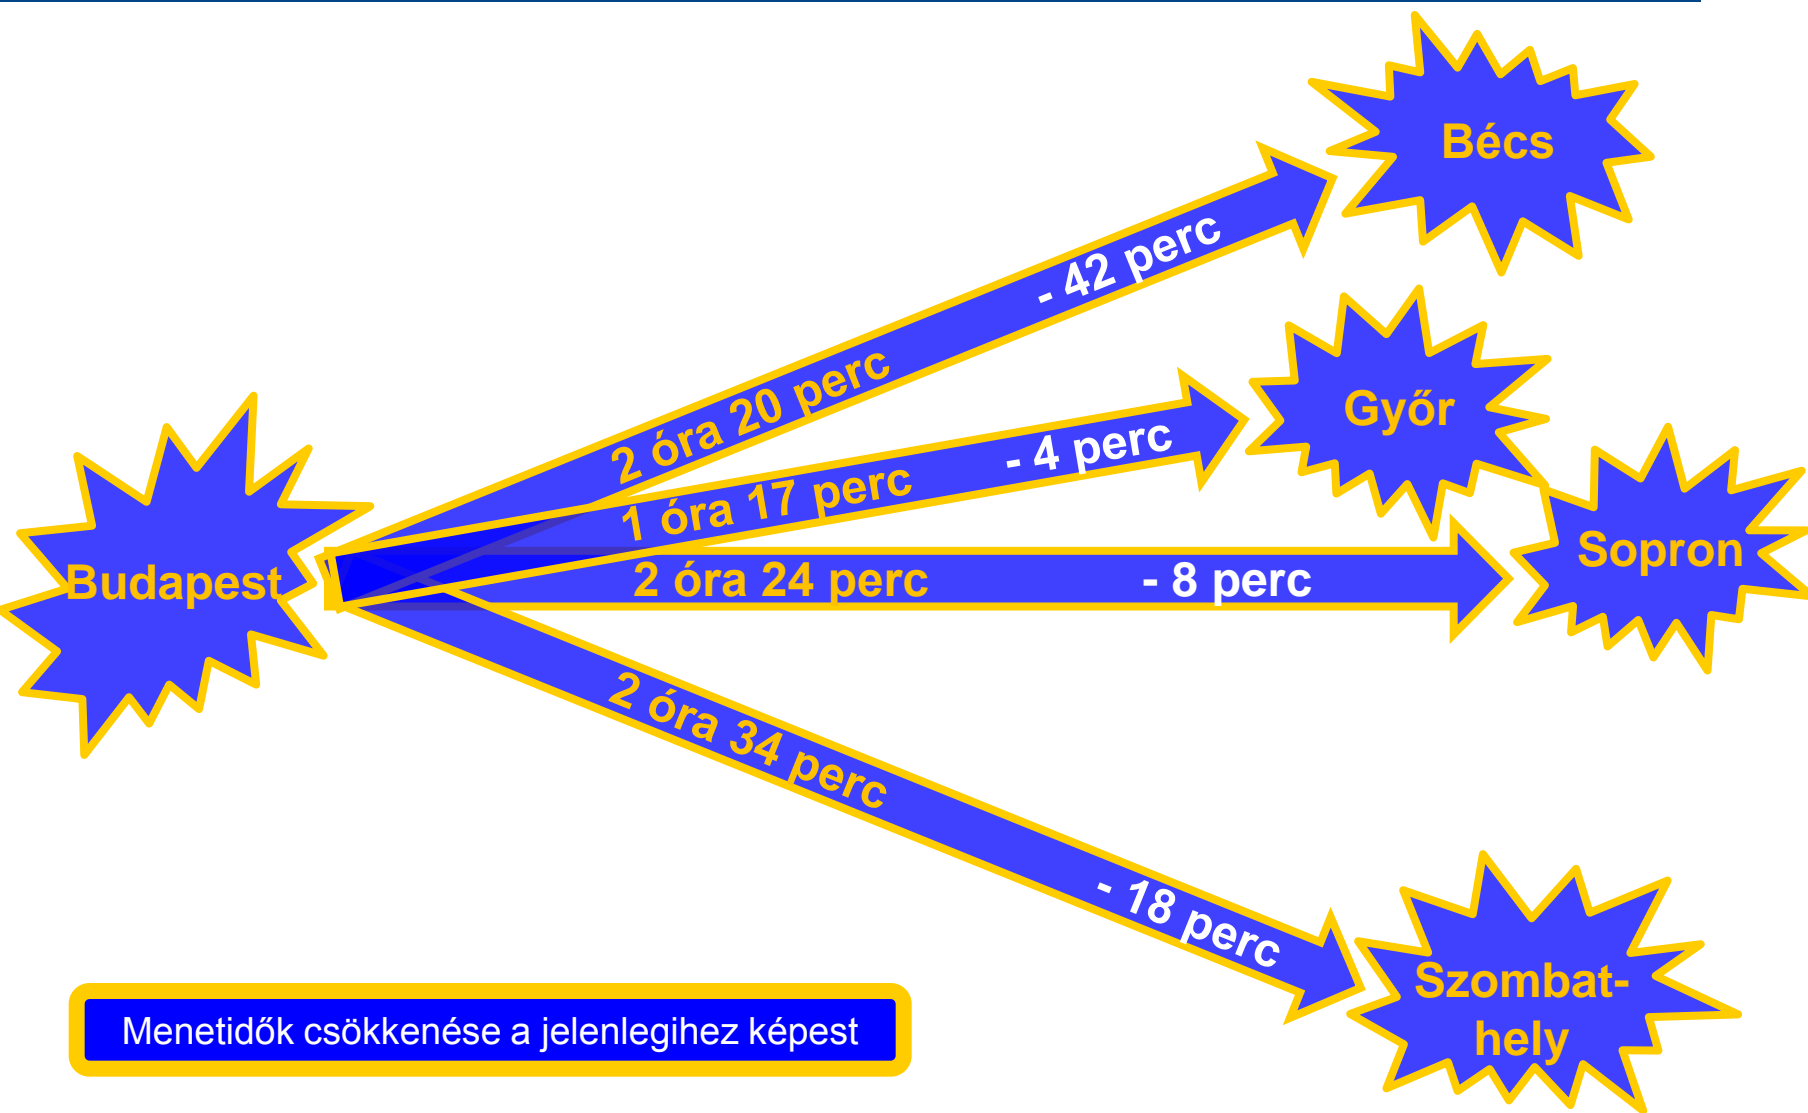 Bécs
- 42 perc
2 óra 20 perc
Győr
- 4 perc
1 óra 17 perc
Sopron
Budapest
2 óra 24 perc
- 8 perc
2 óra 34 perc
- 18 perc
Szombat-
hely
Menetidők csökkenése a jelenlegihez képest